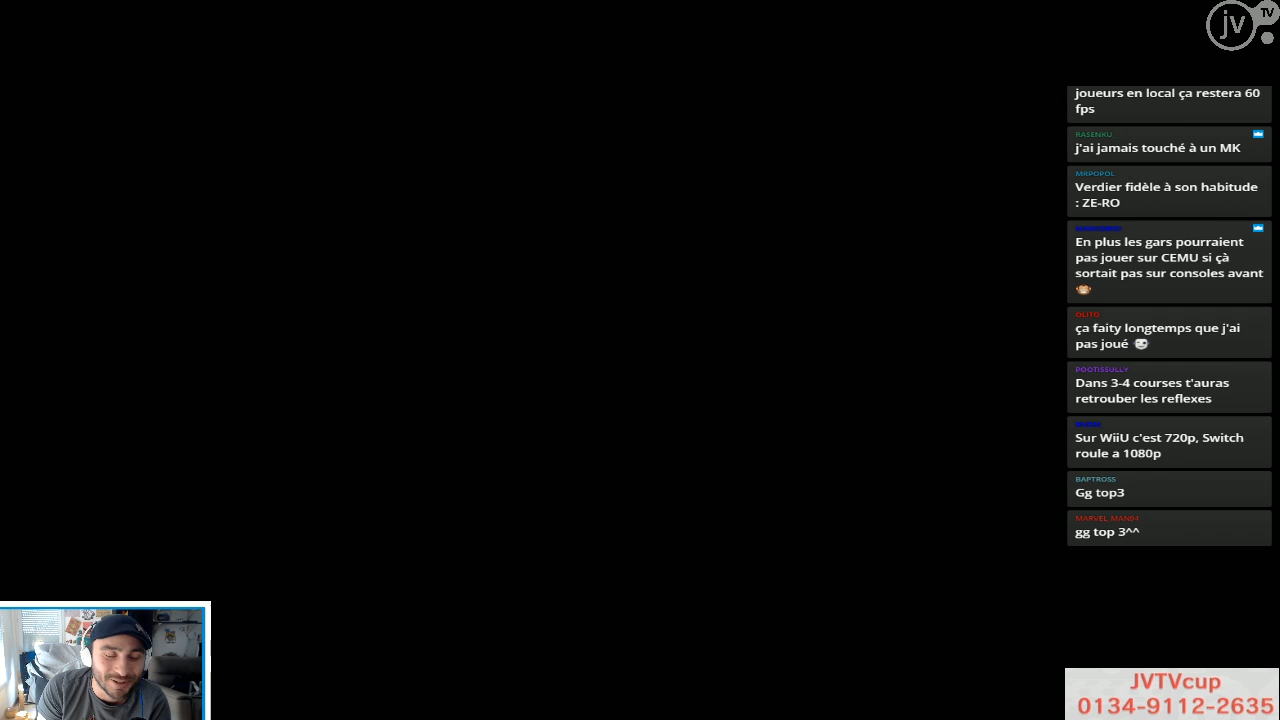 jv
TV
joueurs en local ça restera 60
fps
RASENKU
j'ai jamais touché à un MK
MRPOPOL
Verdier fidèle à son habitude
: ZE-RO
En plus les gars pourraient
pas jouer sur CEMU si çà
sortait pas sur consoles avant
OLITO
ça faity longtemps que j'ai
pas joué
POOTISSULLY
Dans 3-4 courses t'auras
retrouber les reflexes
Sur WiiU c'est 720p, Switch
roule a 1080p
BAPTROSS
Gg top3
MARVEL MAN94
gg top 3^^
JVTVcup
0134-9112-2635